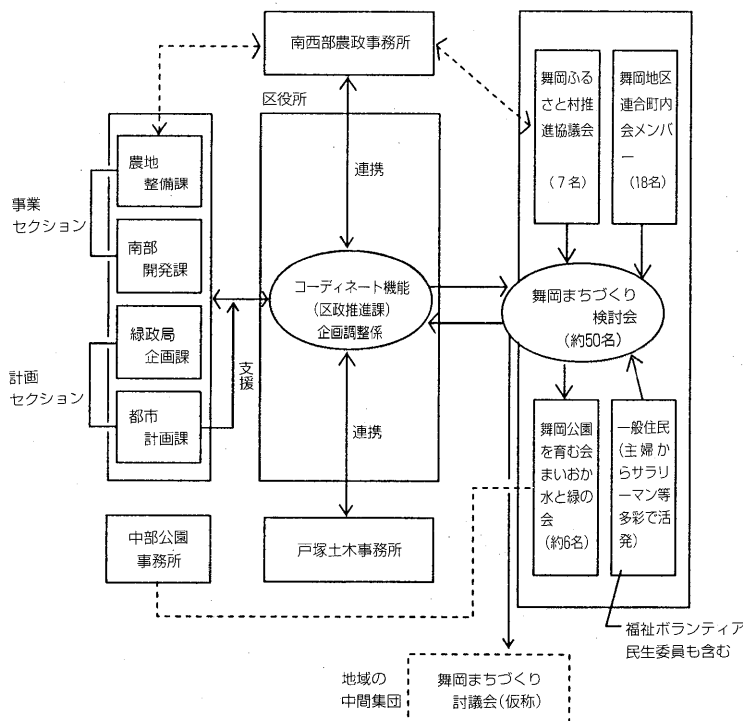 南西部農政事務所
区役所
農地
整備課
事業
セクション
南部
開発課
緑政局
企画課
計画
セクション
都市
計画課
中部公園
事務所
連携
コーディネート機能
(区政推進課)
企画調整係
支援
連携
戸塚土木事務所
舞岡ふる
さと村推
進協議会
(7名)
舞岡地区
連合町内
会メンバ
ー
(18名)
舞岡まちづくり
検討会
(約50名)
舞岡公園
を育む会
まいおか
水と緑の
会
(約6名)
一般住民
(主婦か
らサラリ
ーマン等
多彩で活
発)
福祉ボランティア
民生委員も含む
地域の
中間集団
舞岡まちづくり
討議会(仮称)